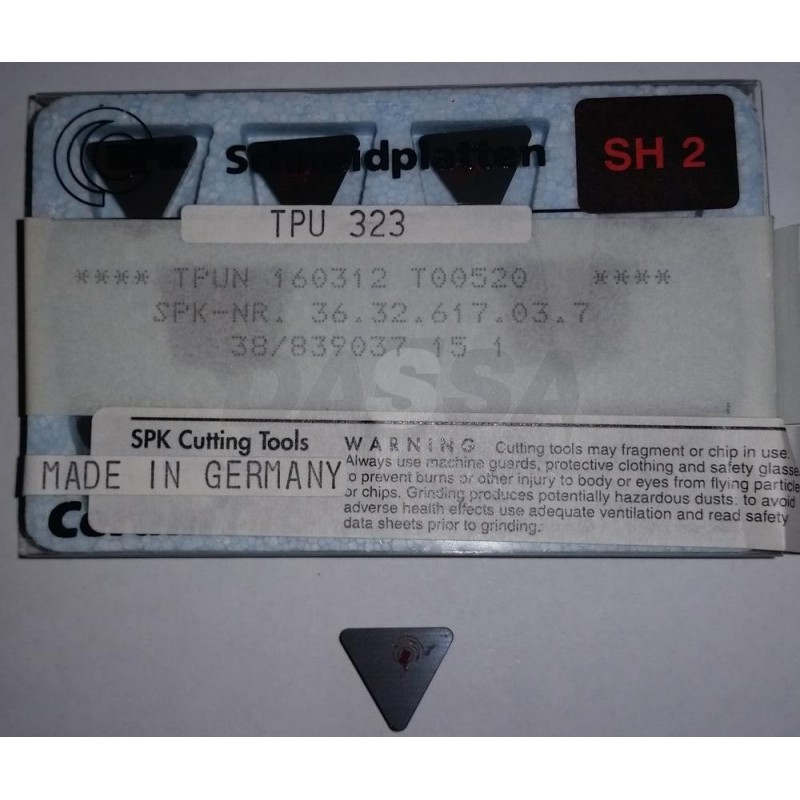 Schneidplatten
SH 2
TPU 323
**** TPUN 160312 T00520 ****
SPK-NR. 36.32.617.03.7
38/839037 15 1
DASSA
SPK Cutting Tools
MADE IN GERMANY
WARNING Cutting tools may fragment or chip in use.
Always use machine guards, protective clothing and safety glasse
o prevent burns or other injury to body or eyes from flying particle
or chips. Grinding produces potentially hazardous dusts. to avoid
adverse health effects use adequate ventilation and read safety
data sheets prior to grinding.